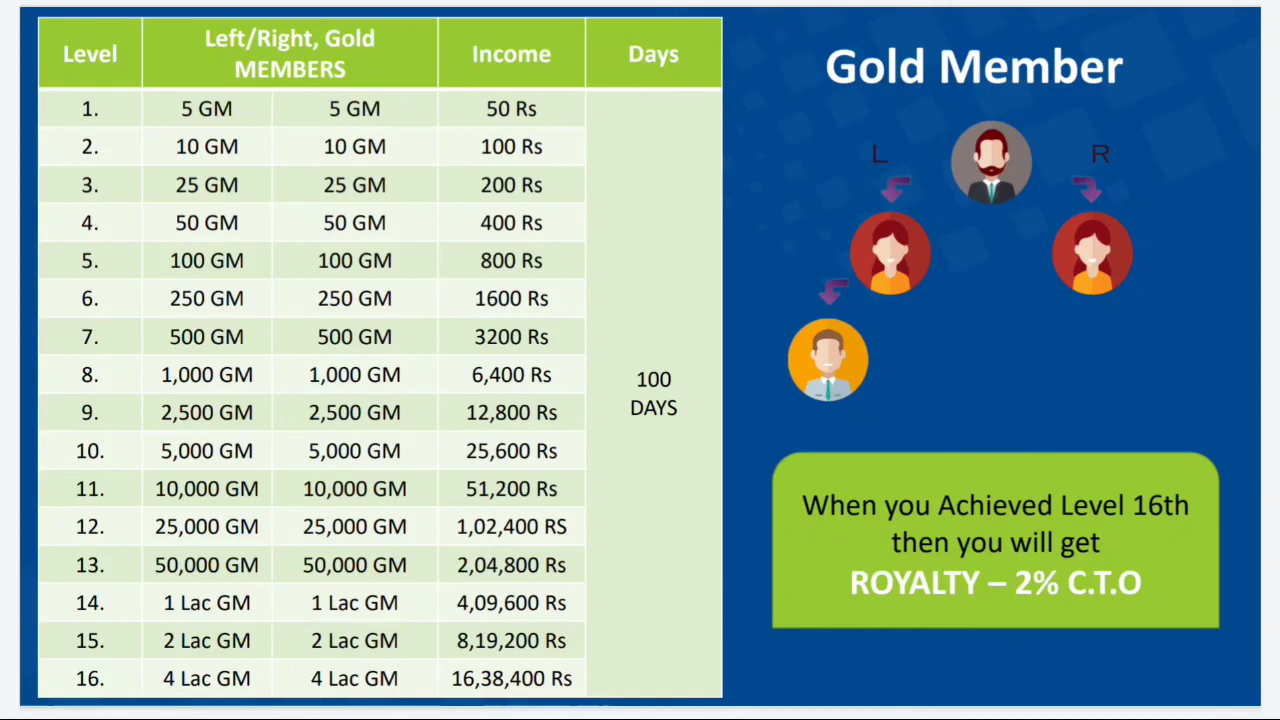 Level Left/Right, Gold MEMBERS Income Days
1. 5 GM 5 GM 50 Rs
2. 10 GM 10 GM 100 Rs
3. 25 GM 25 GM 200 Rs
4. 50 GM 50 GM 400 Rs
5. 100 GM 100 GM 800 Rs
6. 250 GM 250 GM 1600 Rs
7. 500 GM 500 GM 3200 Rs
8. 1,000 GM 1,000 GM 6,400 Rs
9. 2,500 GM 2,500 GM 12,800 Rs
10. 5,000 GM 5,000 GM 25,600 Rs
11. 10,000 GM 10,000 GM 51,200 Rs
12. 25,000 GM 25,000 GM 1,02,400 RS
13. 50,000 GM 50,000 GM 2,04,800 Rs
14. 1 Lac GM 1 Lac GM 4,09,600 Rs
15. 2 Lac GM 2 Lac GM 8,19,200 Rs
16. 4 Lac GM 4 Lac GM 16,38,400 Rs
100
DAYS
Gold Member
L R
When you Achieved Level 16th
then you will get
ROYALTY – 2% C.T.O